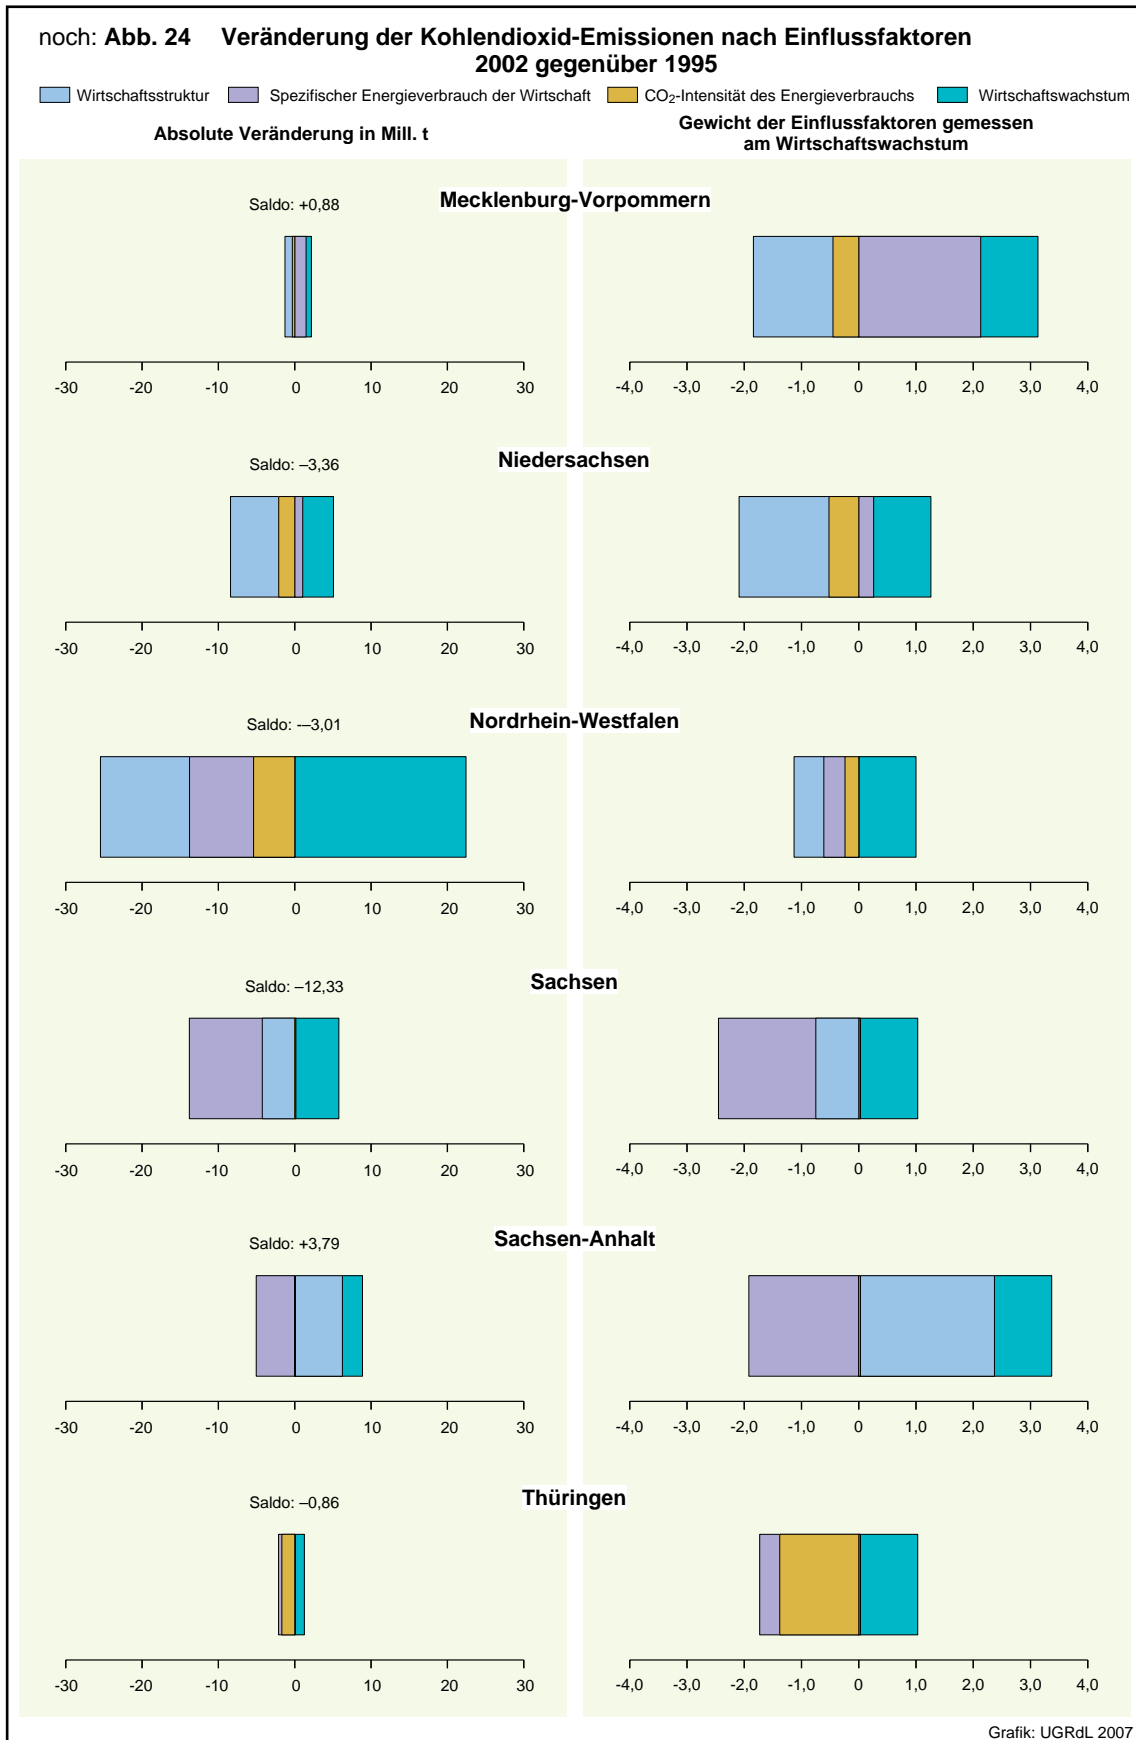 noch: Abb. 24 Veränderung der Kohlendioxid-Emissionen nach Einflussfaktoren
2002 gegenüber 1995
Wirtschaftsstruktur Spezifischer Energieverbrauch der Wirtschaft CO₂-Intensität des Energieverbrauchs Wirtschaftswachstum
Absolute Veränderung in Mill. t
Gewicht der Einflussfaktoren gemessen
am Wirtschaftswachstum
Mecklenburg-Vorpommern
Saldo: +0,88
-30 -20 -10 0 10 20 30
-4,0 -3,0 -2,0 -1,0 0 1,0 2,0 3,0 4,0
Niedersachsen
Saldo: –3,36
-30 -20 -10 0 10 20 30
-4,0 -3,0 -2,0 -1,0 0 1,0 2,0 3,0 4,0
Nordrhein-Westfalen
Saldo: -–3,01
-30 -20 -10 0 10 20 30
-4,0 -3,0 -2,0 -1,0 0 1,0 2,0 3,0 4,0
Sachsen
Saldo: –12,33
-30 -20 -10 0 10 20 30
-4,0 -3,0 -2,0 -1,0 0 1,0 2,0 3,0 4,0
Sachsen-Anhalt
Saldo: +3,79
-30 -20 -10 0 10 20 30
-4,0 -3,0 -2,0 -1,0 0 1,0 2,0 3,0 4,0
Thüringen
Saldo: –0,86
-30 -20 -10 0 10 20 30
-4,0 -3,0 -2,0 -1,0 0 1,0 2,0 3,0 4,0
Grafik: UGRdL 2007